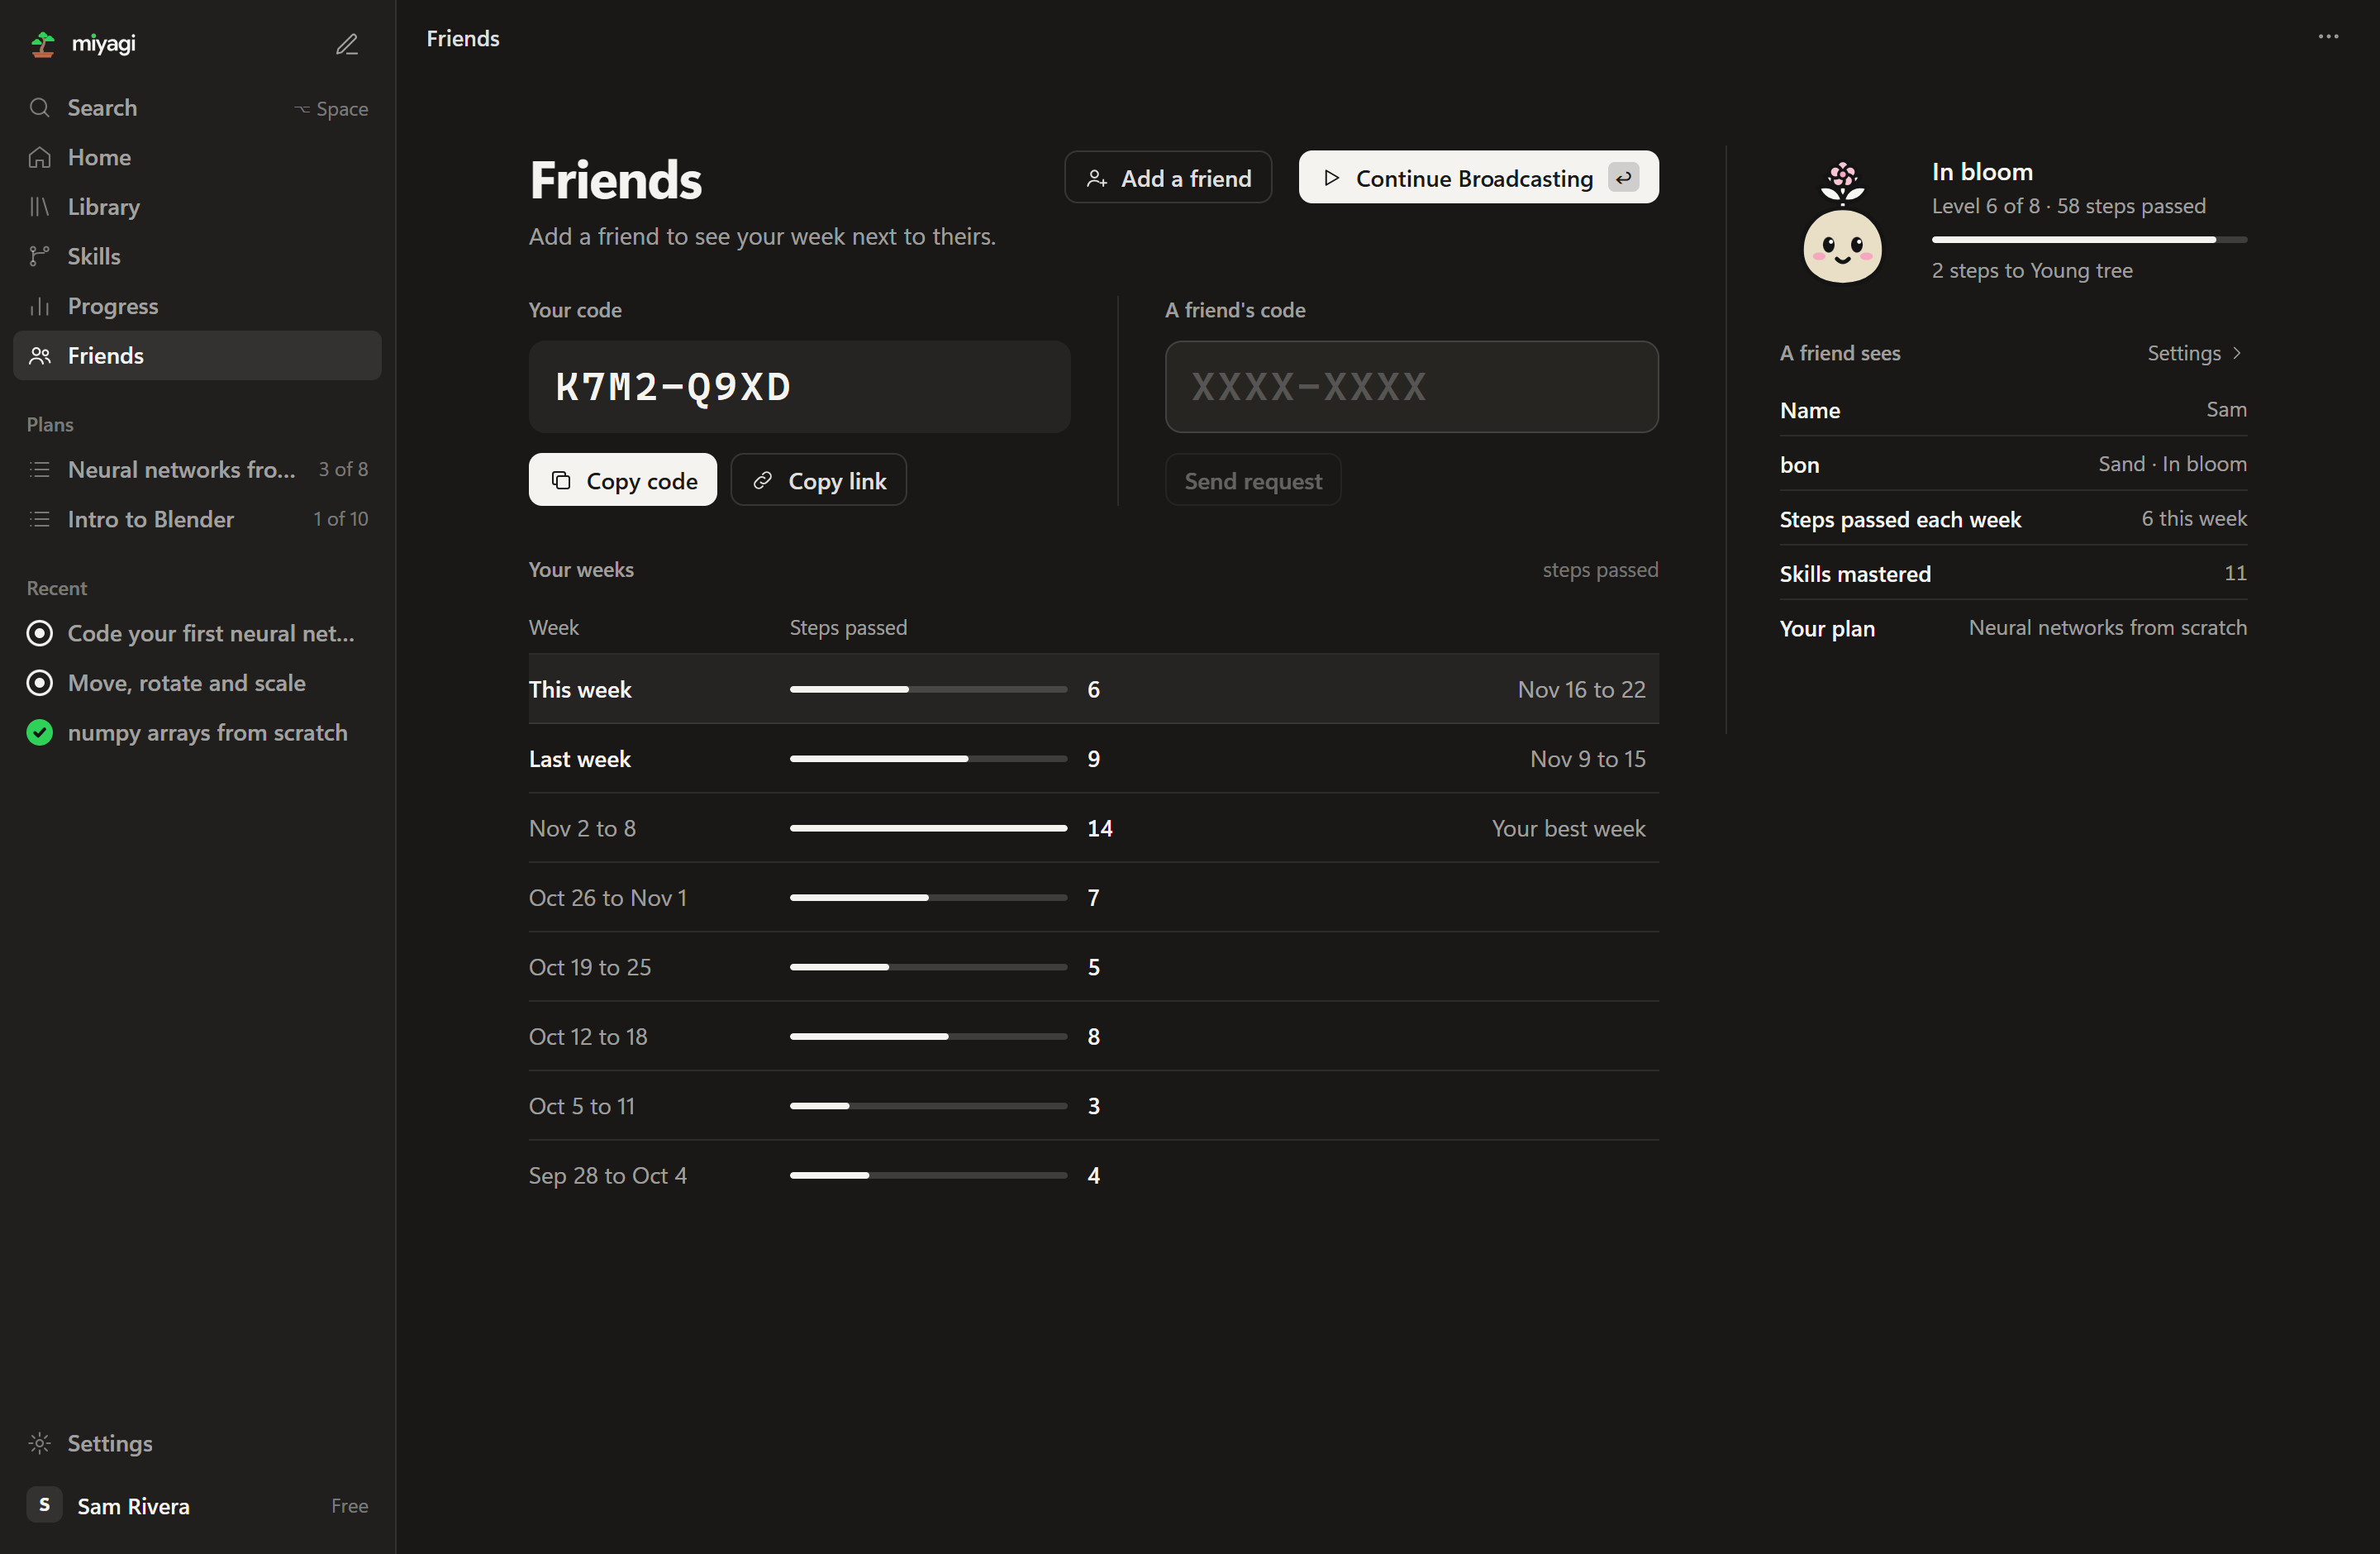 miyagi
Search ⌥ Space
Home
Library
Skills
Progress
Friends
Plans
Neural networks fro... 3 of 8
Intro to Blender 1 of 10
Recent
Code your first neural net...
Move, rotate and scale
numpy arrays from scratch
Settings
S Sam Rivera Free
Friends
Friends
Add a friend
Continue Broadcasting
Add a friend to see your week next to theirs.
Your code
K7M2-Q9XD
Copy code
Copy link
A friend's code
XXXX-XXXX
Send request
Your weeks steps passed
Week Steps passed
This week 6 Nov 16 to 22
Last week 9 Nov 9 to 15
Nov 2 to 8 14 Your best week
Oct 26 to Nov 1 7
Oct 19 to 25 5
Oct 12 to 18 8
Oct 5 to 11 3
Sep 28 to Oct 4 4
In bloom
Level 6 of 8 · 58 steps passed
2 steps to Young tree
A friend sees Settings
Name Sam
bon Sand · In bloom
Steps passed each week 6 this week
Skills mastered 11
Your plan Neural networks from scratch